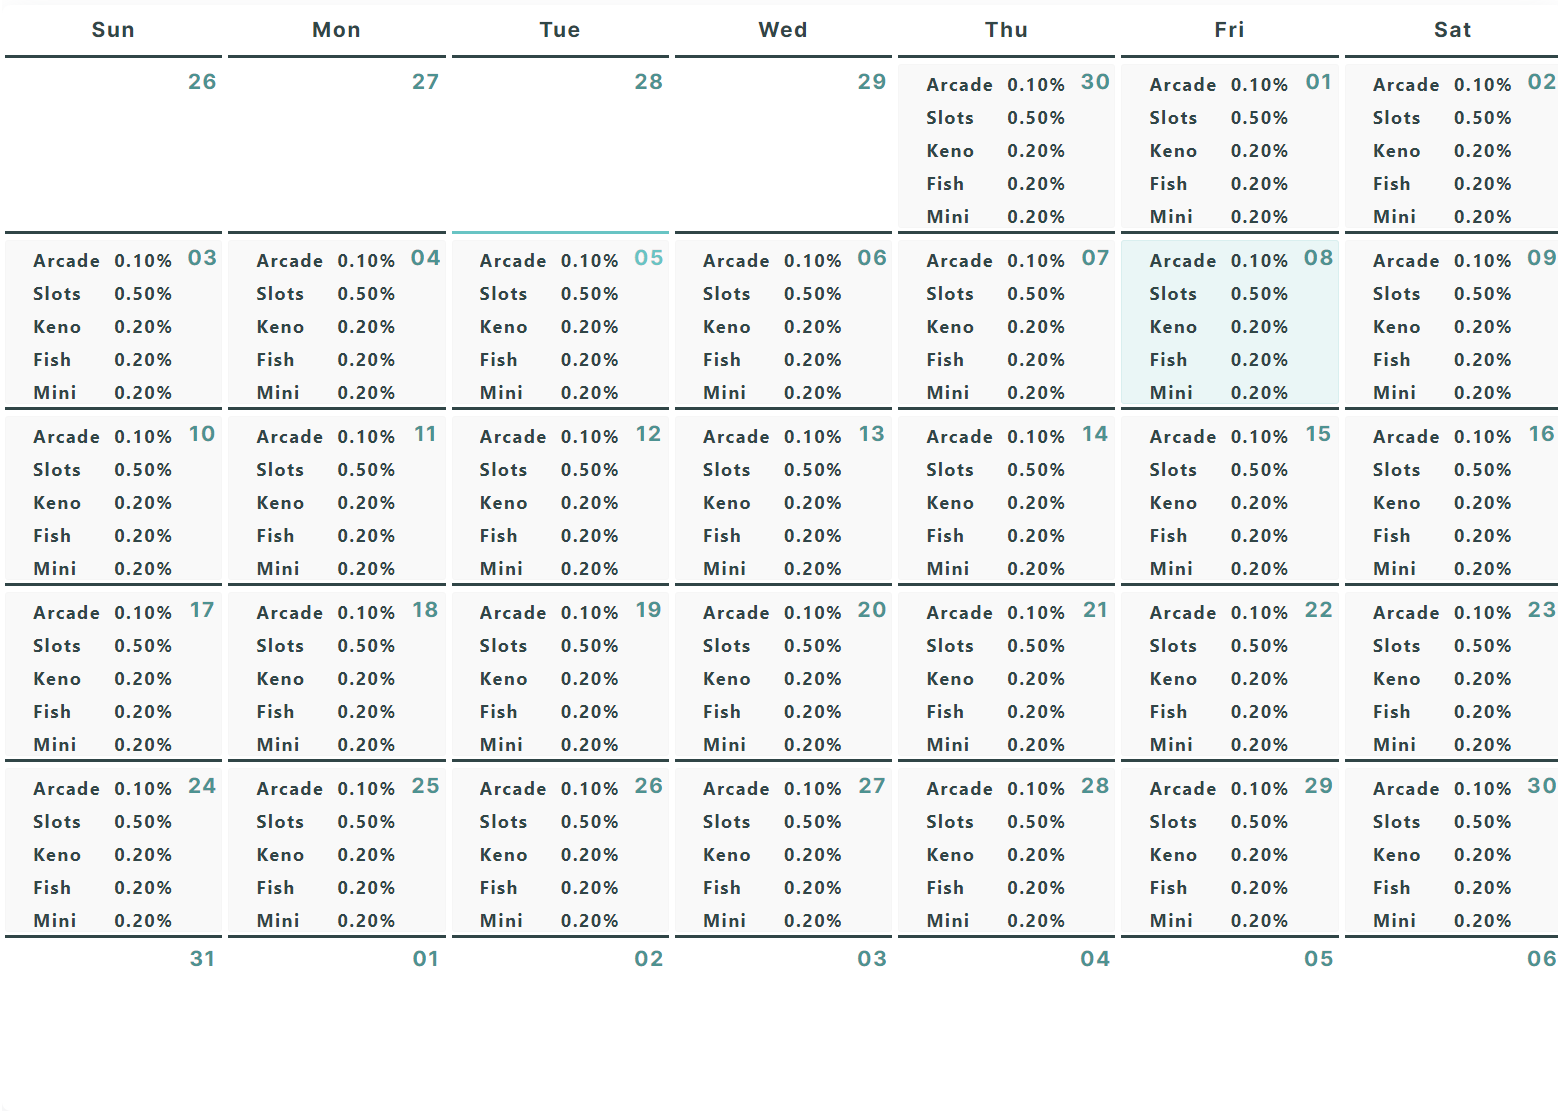 Sun Mon Tue Wed Thu Fri Sat
26 27 28 29 Arcade 0.10% 30 Arcade 0.10% 01 Arcade 0.10% 02
Slots 0.50% Slots 0.50% Slots 0.50%
Keno 0.20% Keno 0.20% Keno 0.20%
Fish 0.20% Fish 0.20% Fish 0.20%
Mini 0.20% Mini 0.20% Mini 0.20%
Arcade 0.10% 03 Arcade 0.10% 04 Arcade 0.10% 05 Arcade 0.10% 06 Arcade 0.10% 07 Arcade 0.10% 08 Arcade 0.10% 09
Slots 0.50% Slots 0.50% Slots 0.50% Slots 0.50% Slots 0.50% Slots 0.50% Slots 0.50%
Keno 0.20% Keno 0.20% Keno 0.20% Keno 0.20% Keno 0.20% Keno 0.20% Keno 0.20%
Fish 0.20% Fish 0.20% Fish 0.20% Fish 0.20% Fish 0.20% Fish 0.20% Fish 0.20%
Mini 0.20% Mini 0.20% Mini 0.20% Mini 0.20% Mini 0.20% Mini 0.20% Mini 0.20%
Arcade 0.10% 10 Arcade 0.10% 11 Arcade 0.10% 12 Arcade 0.10% 13 Arcade 0.10% 14 Arcade 0.10% 15 Arcade 0.10% 16
Slots 0.50% Slots 0.50% Slots 0.50% Slots 0.50% Slots 0.50% Slots 0.50% Slots 0.50%
Keno 0.20% Keno 0.20% Keno 0.20% Keno 0.20% Keno 0.20% Keno 0.20% Keno 0.20%
Fish 0.20% Fish 0.20% Fish 0.20% Fish 0.20% Fish 0.20% Fish 0.20% Fish 0.20%
Mini 0.20% Mini 0.20% Mini 0.20% Mini 0.20% Mini 0.20% Mini 0.20% Mini 0.20%
Arcade 0.10% 17 Arcade 0.10% 18 Arcade 0.10% 19 Arcade 0.10% 20 Arcade 0.10% 21 Arcade 0.10% 22 Arcade 0.10% 23
Slots 0.50% Slots 0.50% Slots 0.50% Slots 0.50% Slots 0.50% Slots 0.50% Slots 0.50%
Keno 0.20% Keno 0.20% Keno 0.20% Keno 0.20% Keno 0.20% Keno 0.20% Keno 0.20%
Fish 0.20% Fish 0.20% Fish 0.20% Fish 0.20% Fish 0.20% Fish 0.20% Fish 0.20%
Mini 0.20% Mini 0.20% Mini 0.20% Mini 0.20% Mini 0.20% Mini 0.20% Mini 0.20%
Arcade 0.10% 24 Arcade 0.10% 25 Arcade 0.10% 26 Arcade 0.10% 27 Arcade 0.10% 28 Arcade 0.10% 29 Arcade 0.10% 30
Slots 0.50% Slots 0.50% Slots 0.50% Slots 0.50% Slots 0.50% Slots 0.50% Slots 0.50%
Keno 0.20% Keno 0.20% Keno 0.20% Keno 0.20% Keno 0.20% Keno 0.20% Keno 0.20%
Fish 0.20% Fish 0.20% Fish 0.20% Fish 0.20% Fish 0.20% Fish 0.20% Fish 0.20%
Mini 0.20% Mini 0.20% Mini 0.20% Mini 0.20% Mini 0.20% Mini 0.20% Mini 0.20%
31 01 02 03 04 05 06